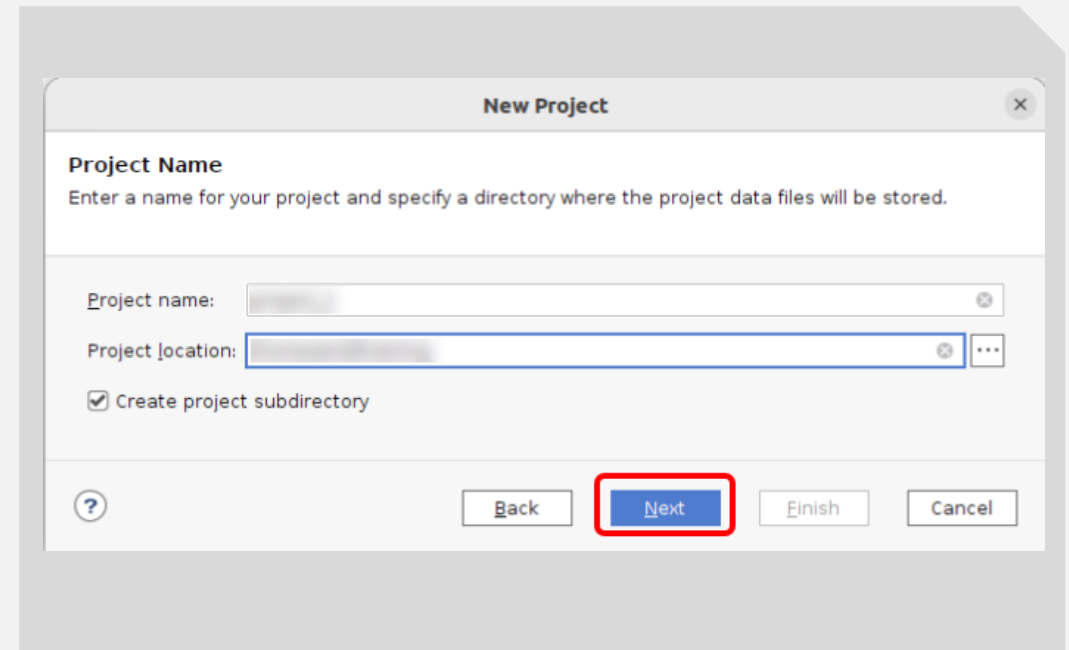 New Project
Project Name
Enter a name for your project and specify a directory where the project data files will be stored.
Project name:
Project location:
...
Create project subdirectory
?
Back
Next
Finish
Cancel